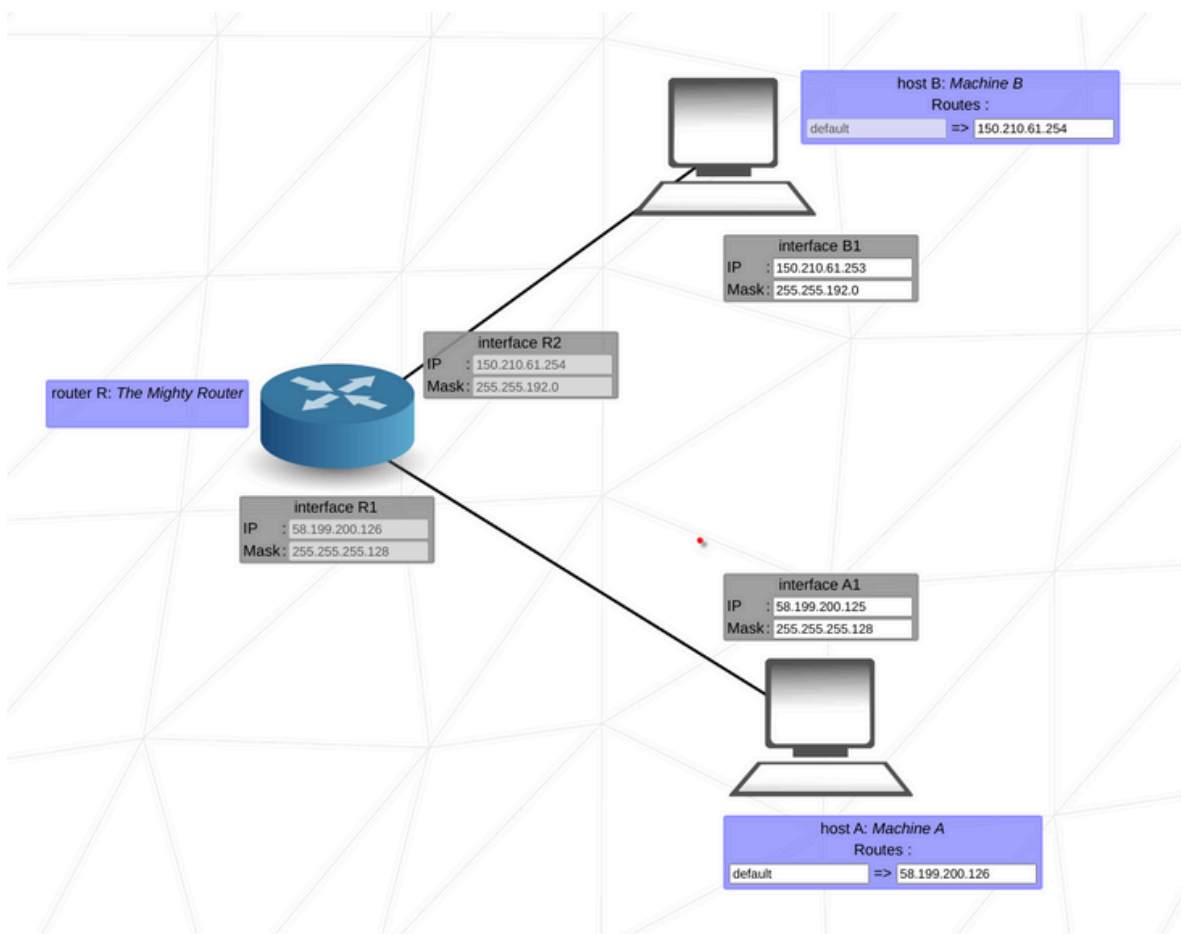 host B: Machine B
Routes :
default => 150.210.61.254
interface B1
IP : 150.210.61.253
Mask: 255.255.192.0
interface R2
IP : 150.210.61.254
Mask: 255.255.192.0
router R: The Mighty Router
interface R1
IP : 58.199.200.126
Mask: 255.255.255.128
interface A1
IP : 58.199.200.125
Mask: 255.255.255.128
host A: Machine A
Routes :
default => 58.199.200.126